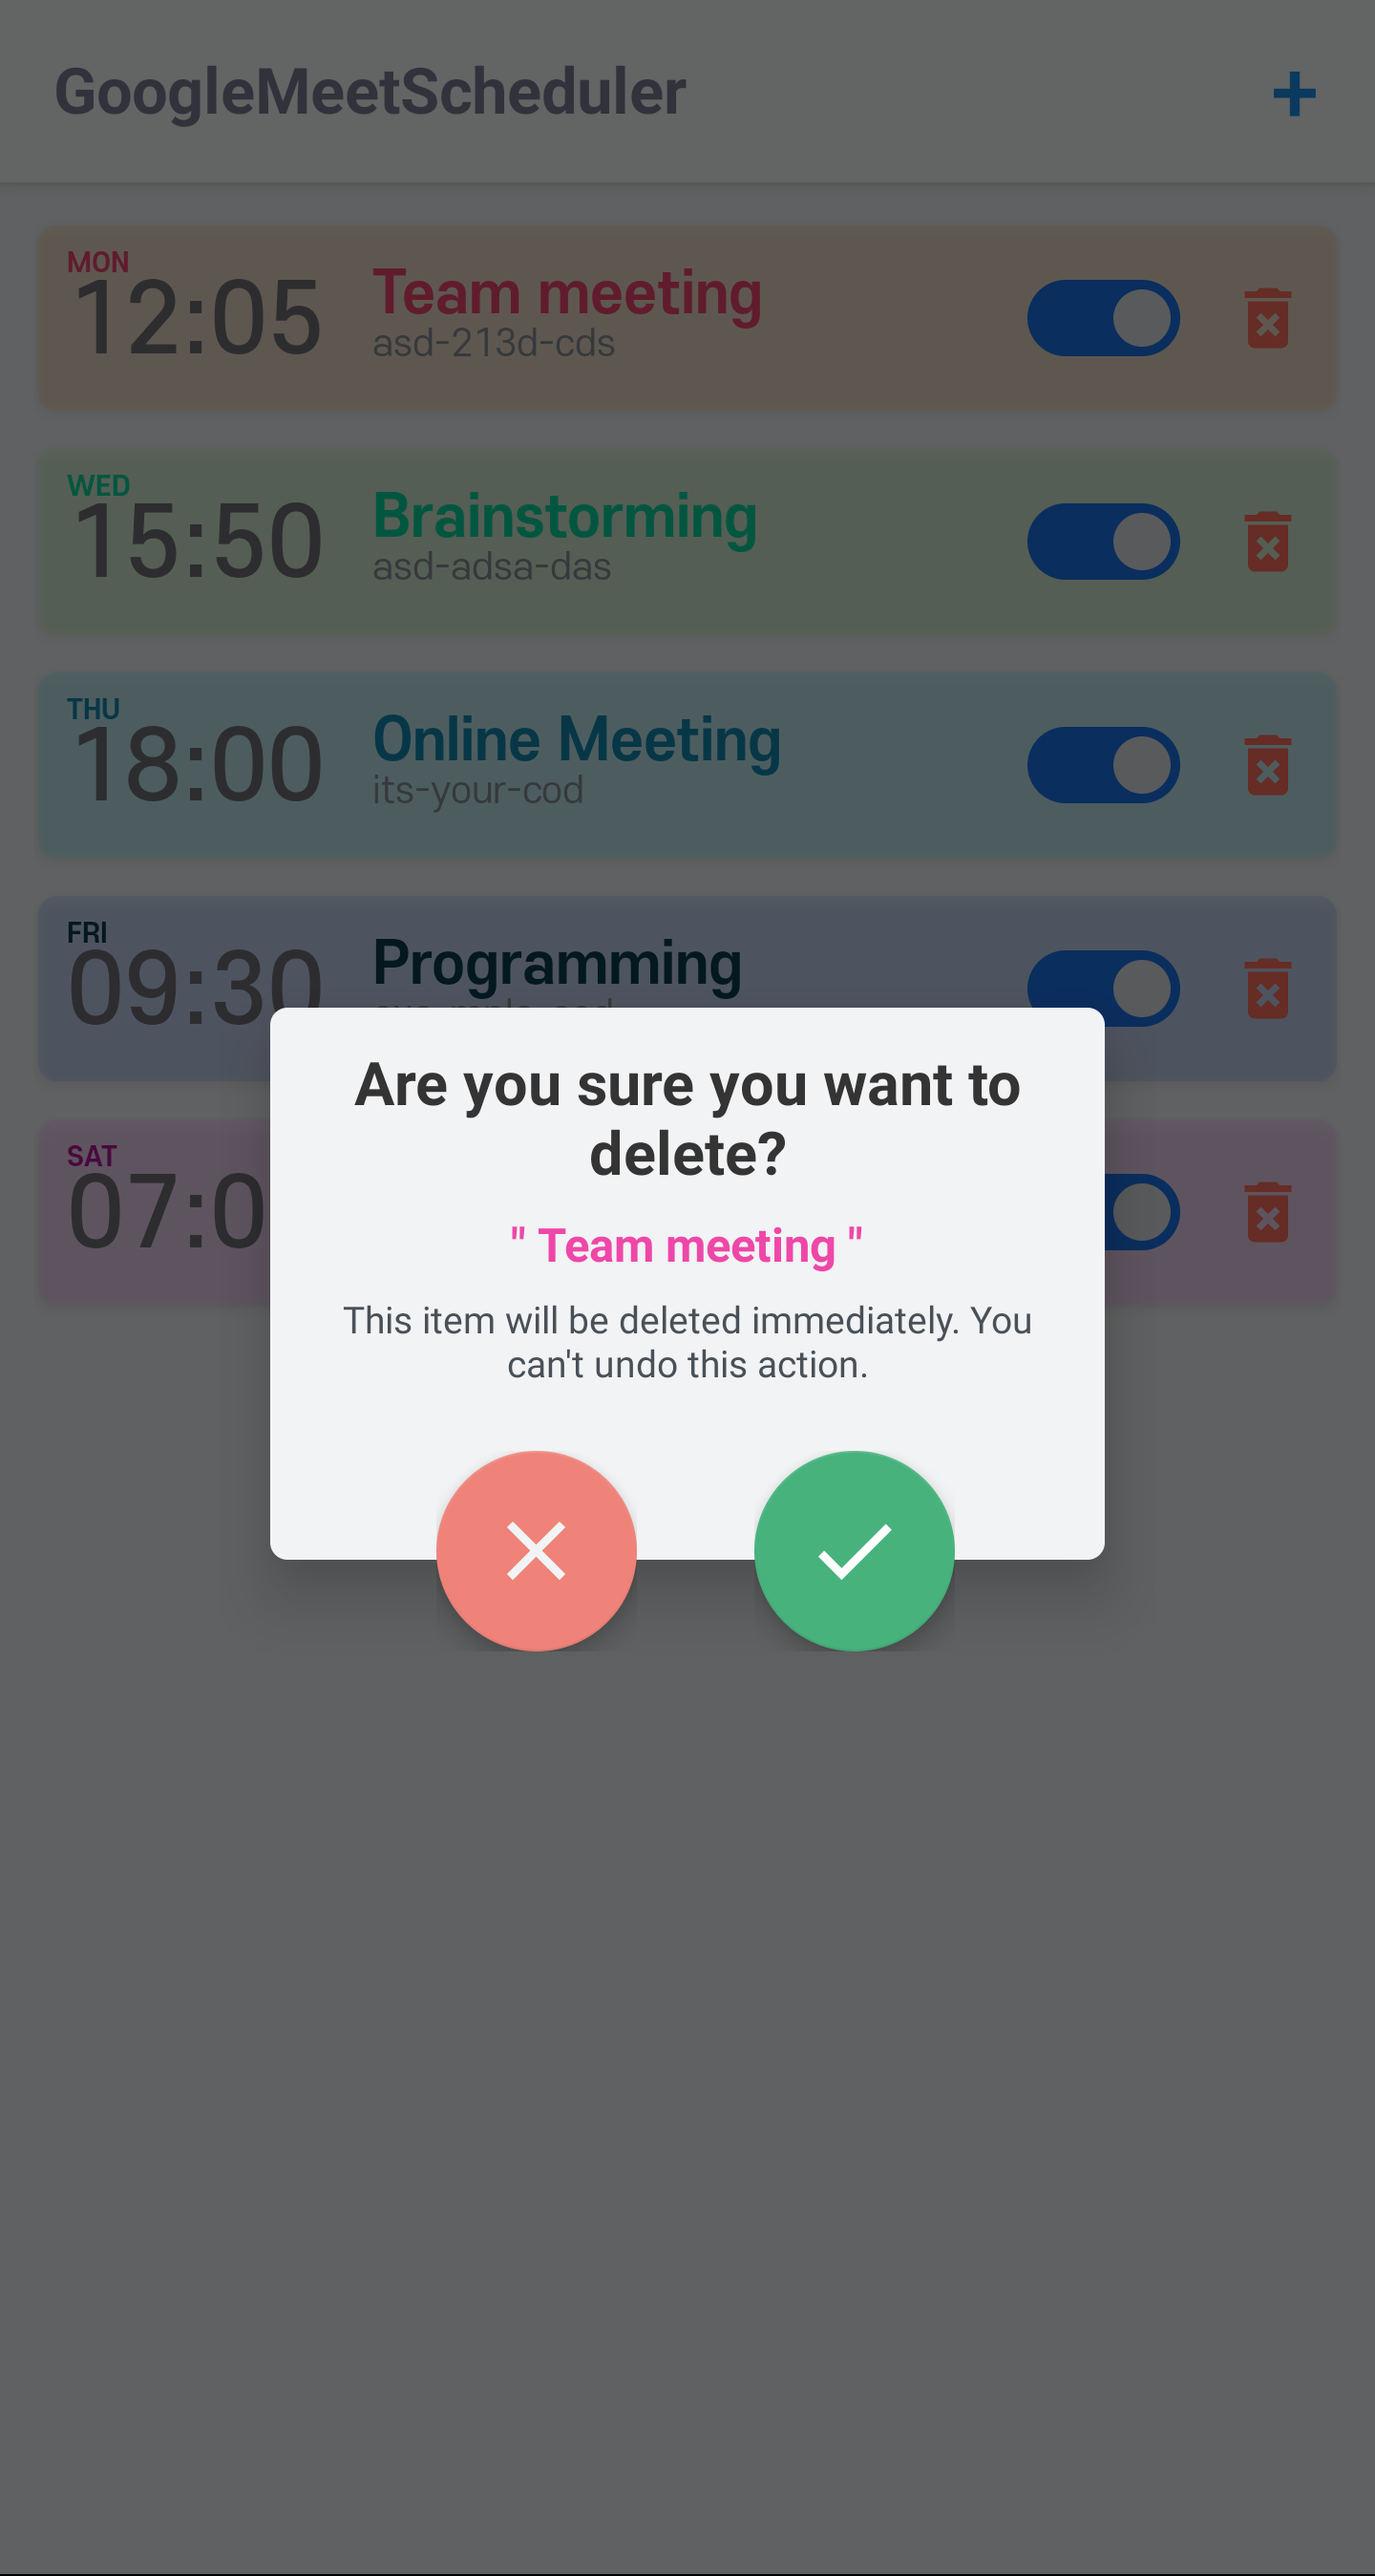 GoogleMeetScheduler
MON
12:05
Team meeting
asd-213d-cds
WED
15:50
Brainstorming
asd-adsa-das
THU
18:00
Online Meeting
its-your-cod
FRI
09:30
Programming
SAT
07:0
Are you sure you want to
delete?
" Team meeting "
This item will be deleted immediately. You
can't undo this action.